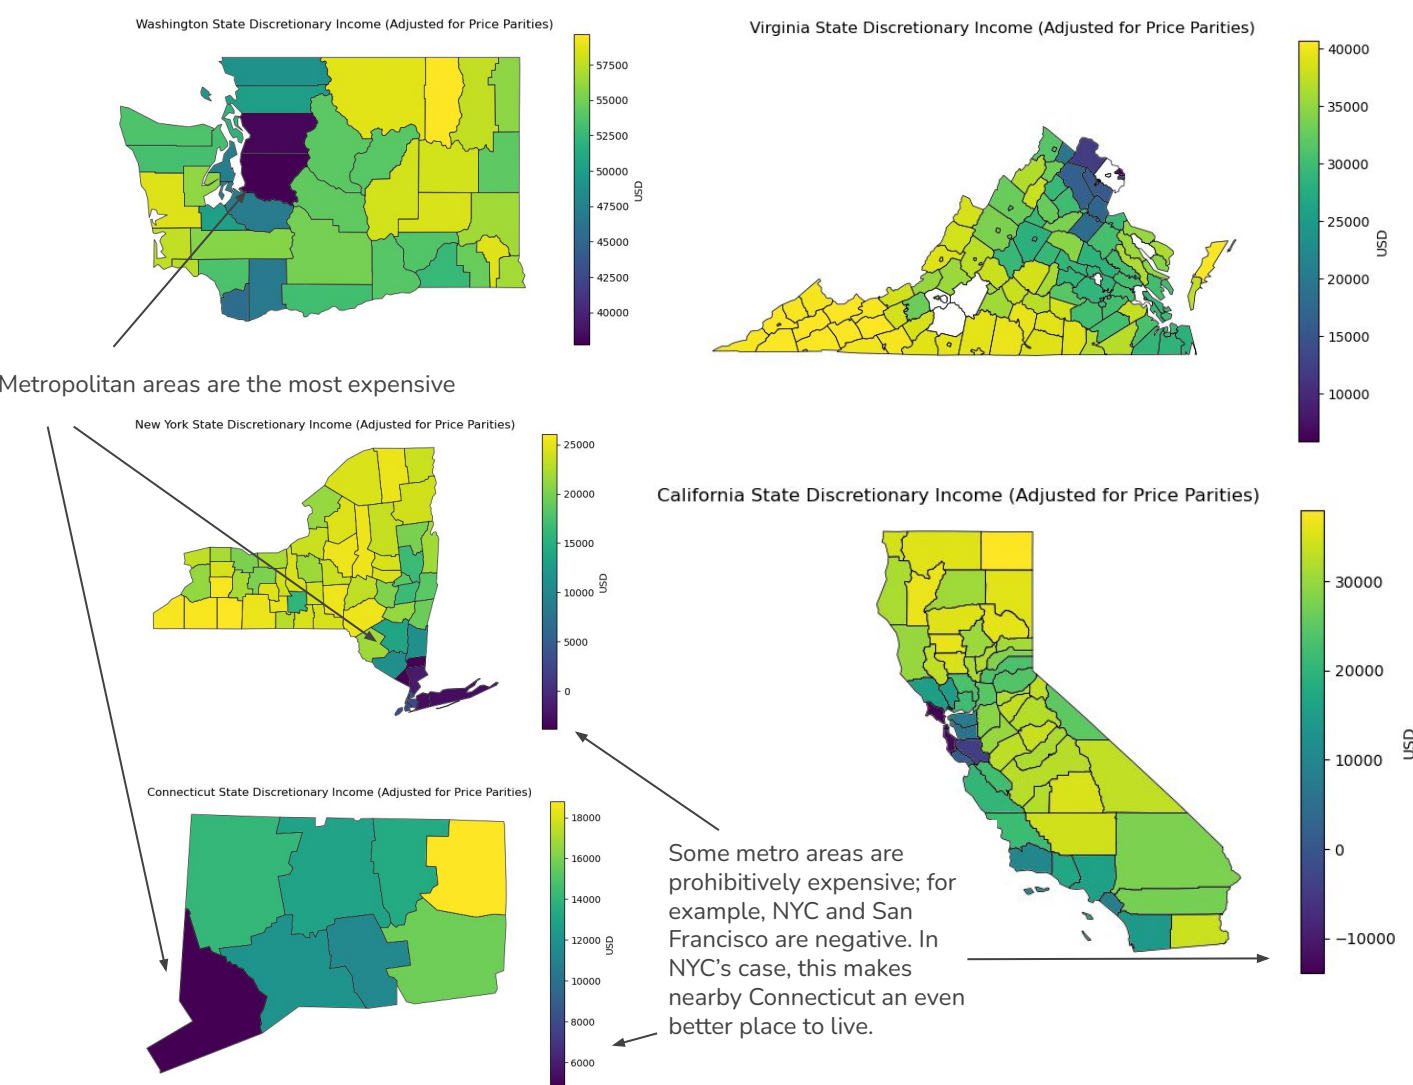 Washington State Discretionary Income (Adjusted for Price Parities)
57500
55000
52500
50000
47500
45000
42500
40000
USD
Virginia State Discretionary Income (Adjusted for Price Parities)
40000
35000
30000
25000
20000
15000
10000
USD
Metropolitan areas are the most expensive
New York State Discretionary Income (Adjusted for Price Parities)
25000
20000
15000
10000
5000
0
USD
California State Discretionary Income (Adjusted for Price Parities)
30000
20000
10000
0
−10000
USD
Connecticut State Discretionary Income (Adjusted for Price Parities)
18000
16000
14000
12000
10000
8000
6000
USD
Some metro areas are
prohibitively expensive; for
example, NYC and San
Francisco are negative. In
NYC’s case, this makes
nearby Connecticut an even
better place to live.